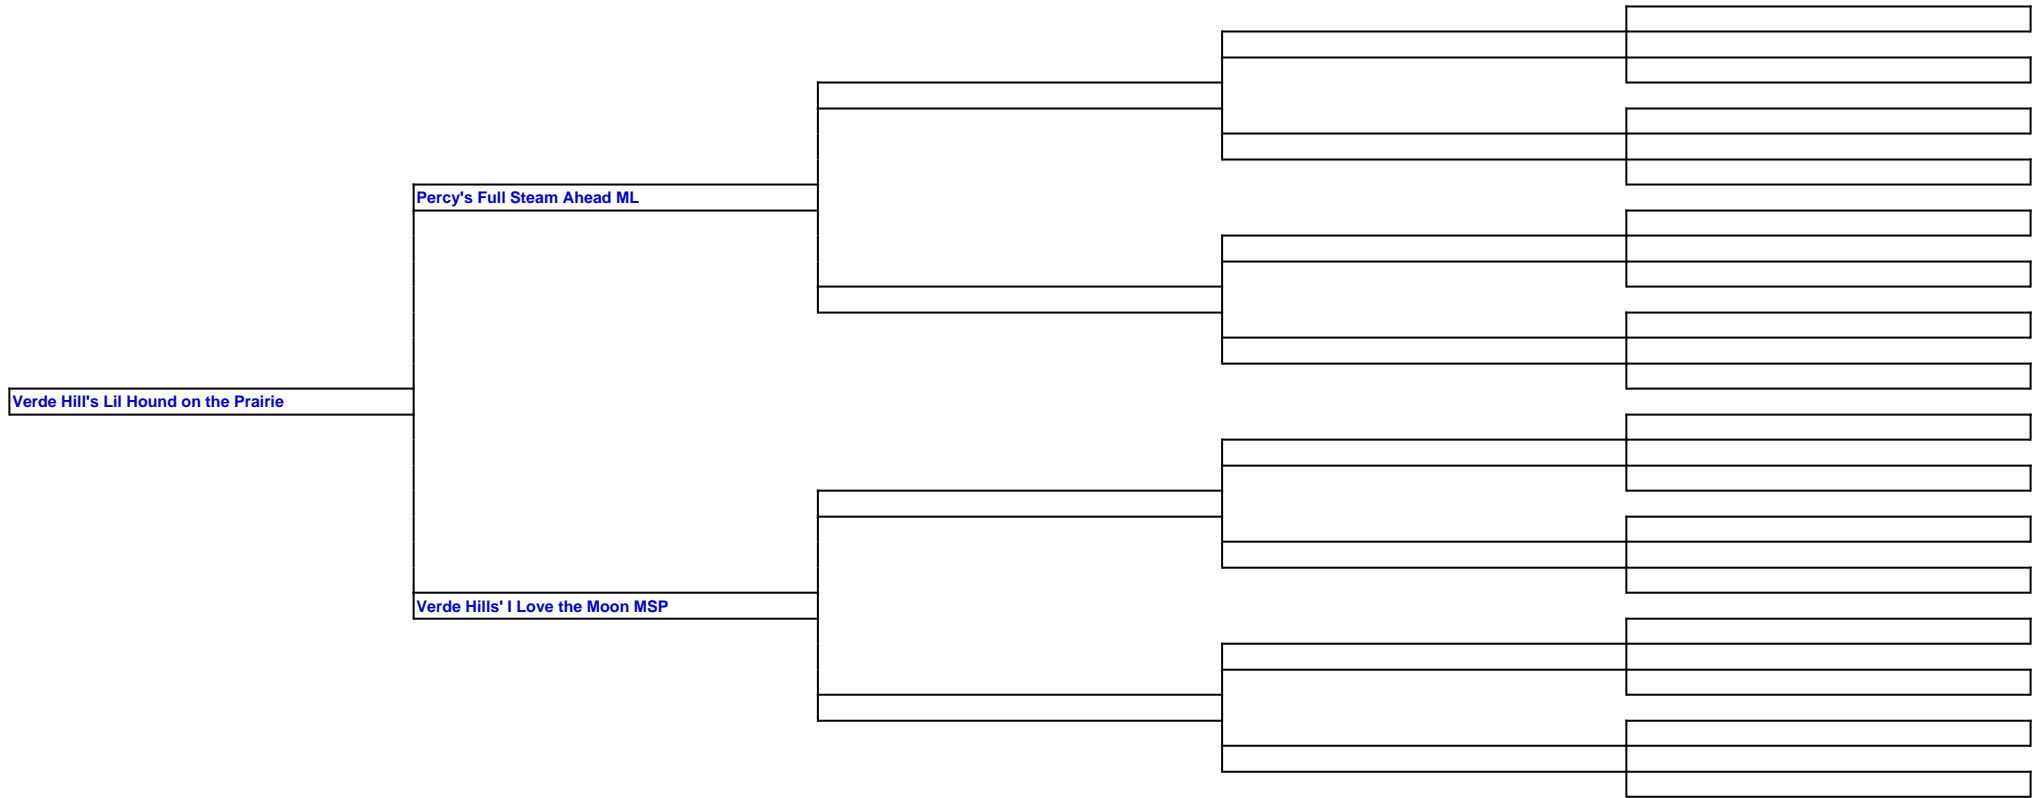 Percy's Full Steam Ahead ML
Verde Hill's Lil Hound on the Prairie
Verde Hills' I Love the Moon MSP